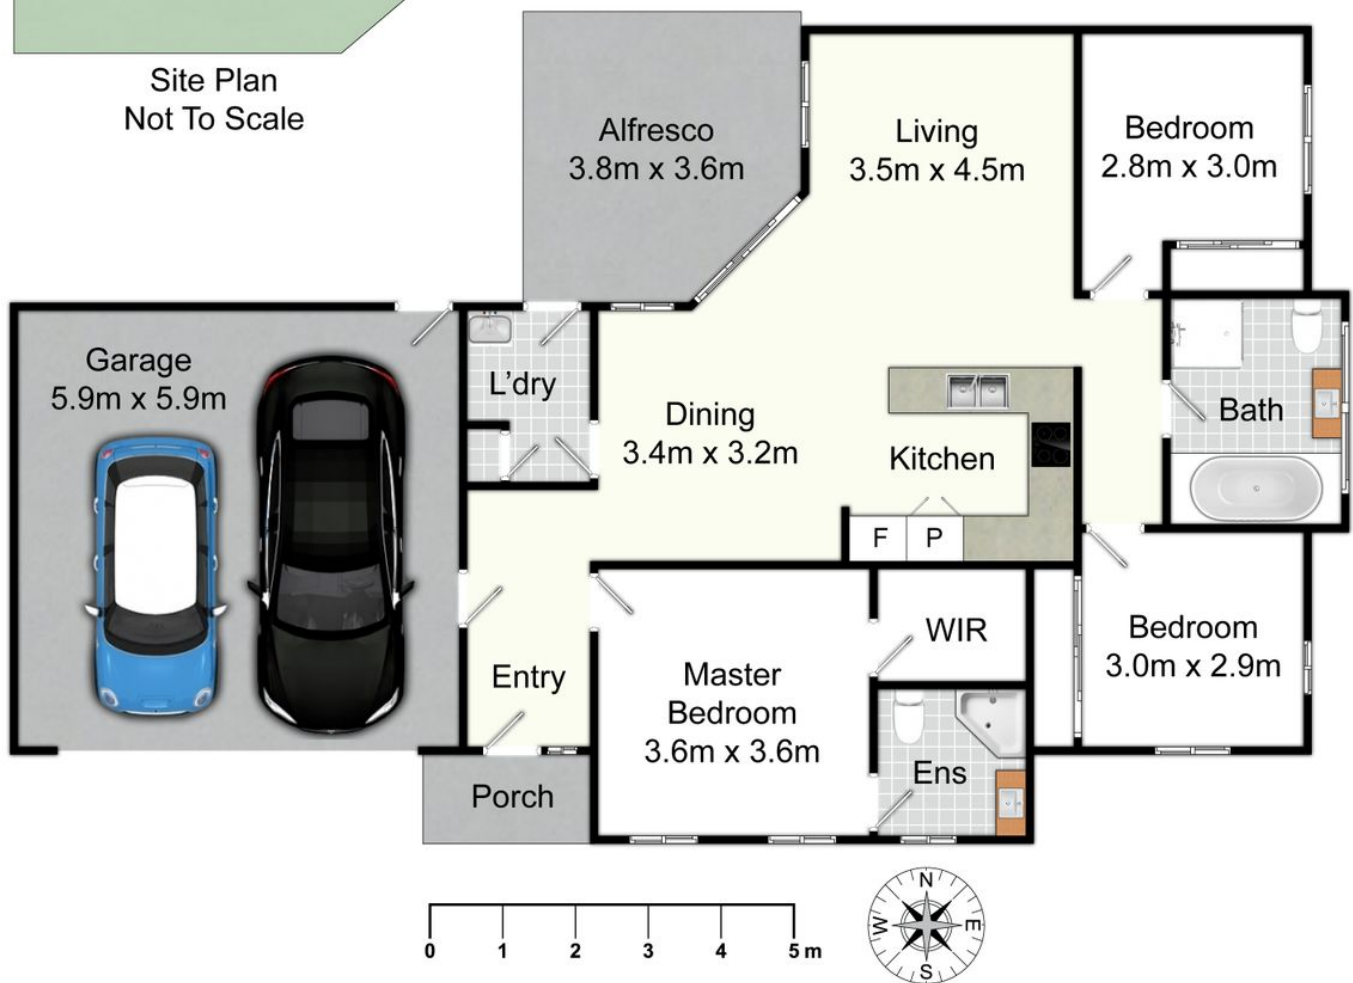 Site Plan
Not To Scale
Alfresco
3.8m x 3.6m
Living
3.5m x 4.5m
Bedroom
2.8m x 3.0m
Garage
5.9m x 5.9m
L'dry
Dining
3.4m x 3.2m
Kitchen
Bath
F P
Entry
Master
Bedroom
3.6m x 3.6m
WIR
Bedroom
3.0m x 2.9m
Ens
Porch
0 1 2 3 4 5 m
N
W E
S